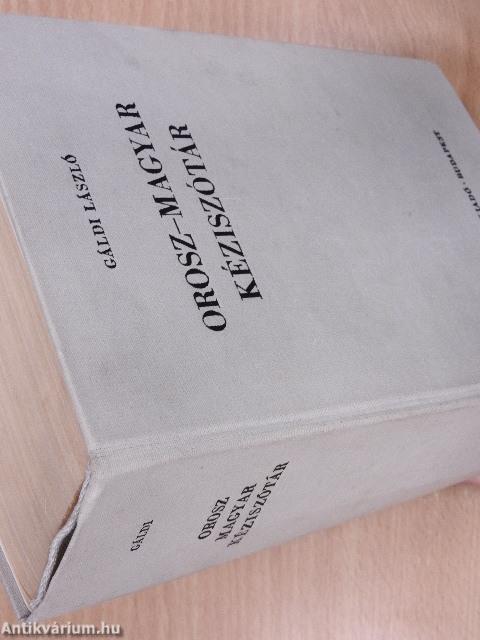 GÁLDI LÁSZLÓ
OROSZ–MAGYAR
KÉZISZÓTÁR
BUDAPEST
GÁLDI
OROSZ
MAGYAR
KÉZISZÓTÁR
Antikvárium.hu